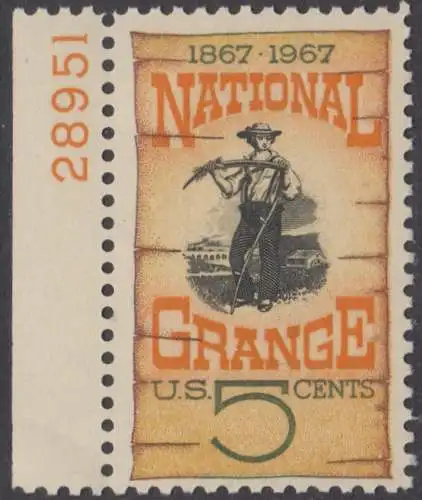 28951
1867 · 1967
NATIONAL
GRANGE
U.S. 5 CENTS